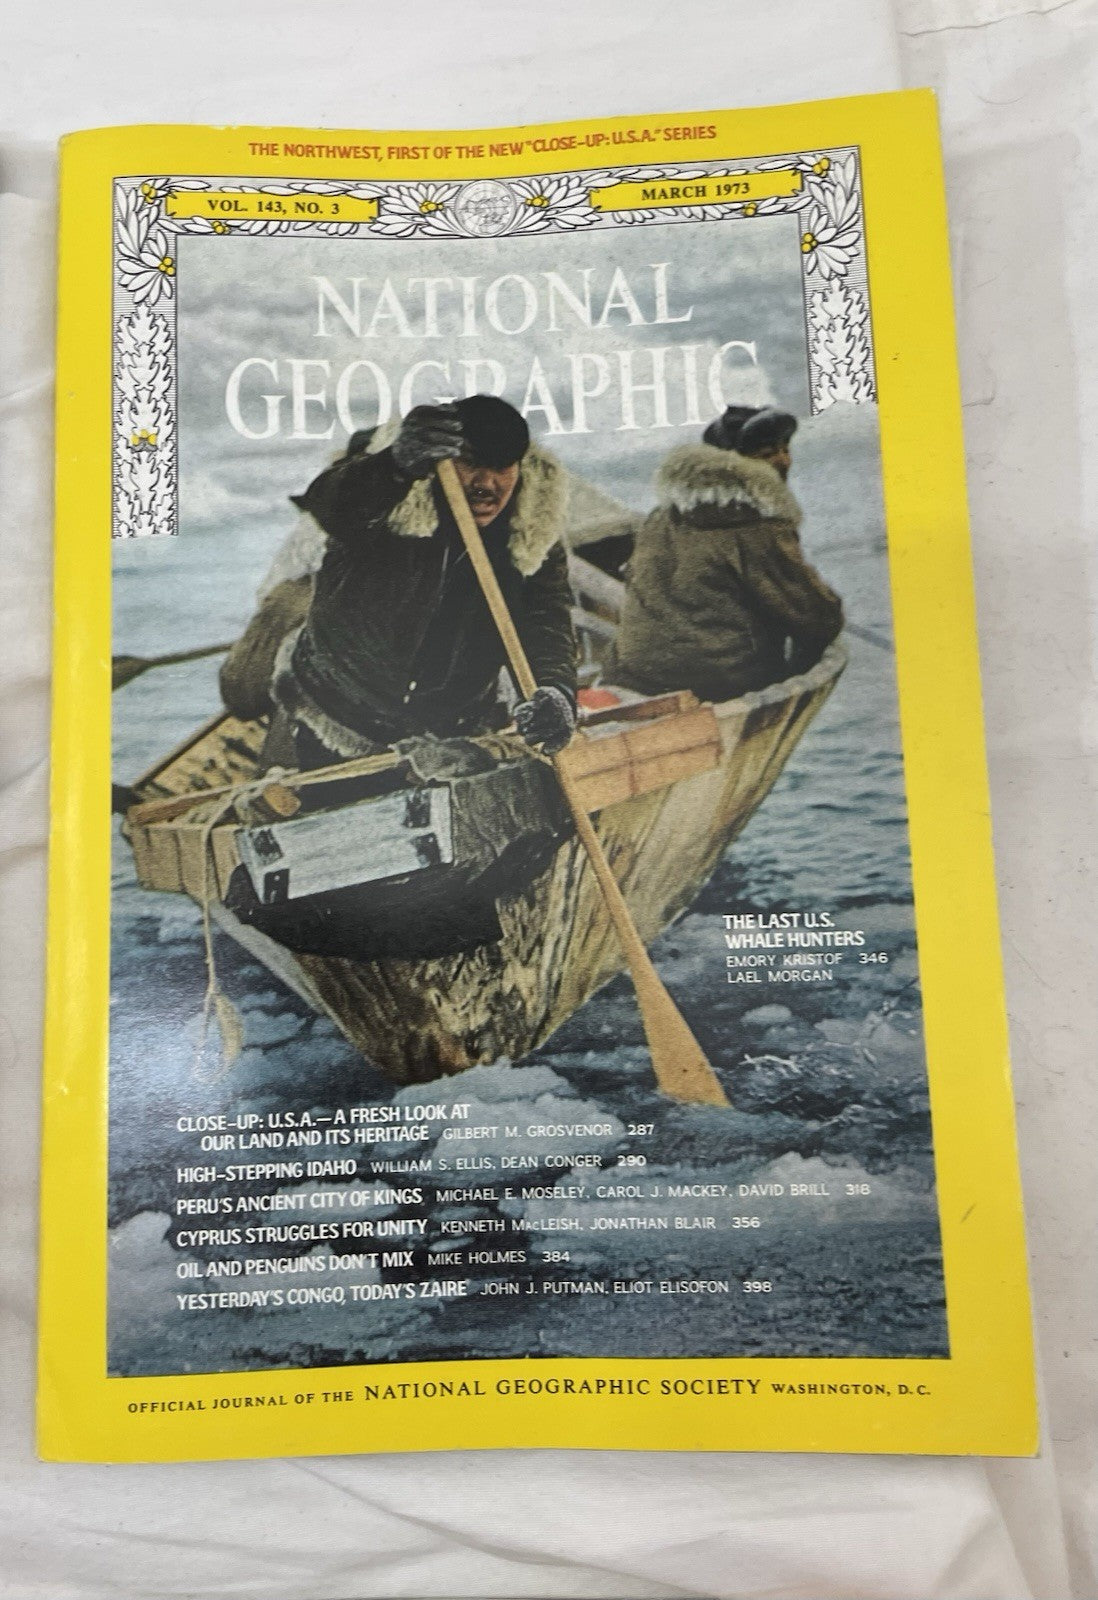 THE NORTHWEST, FIRST OF THE NEW "CLOSE-UP: U.S.A." SERIES
VOL. 143, NO. 3
MARCH 1973
NATIONAL
GEOGRAPHIC
THE LAST U.S.
WHALE HUNTERS
EMORY KRISTOF 346
LAEL MORGAN
CLOSE-UP: U.S.A.—A FRESH LOOK AT
OUR LAND AND ITS HERITAGE GILBERT M. GROSVENOR 287
HIGH-STEPPING IDAHO WILLIAM S. ELLIS, DEAN CONGER 290
PERU'S ANCIENT CITY OF KINGS MICHAEL E. MOSELEY, CAROL J. MACKEY, DAVID BRILL 318
CYPRUS STRUGGLES FOR UNITY KENNETH MacLEISH, JONATHAN BLAIR 356
OIL AND PENGUINS DON'T MIX MIKE HOLMES 384
YESTERDAY'S CONGO, TODAY'S ZAIRE JOHN J. PUTMAN, ELIOT ELISOFON 398
OFFICIAL JOURNAL OF THE NATIONAL GEOGRAPHIC SOCIETY WASHINGTON, D.C.